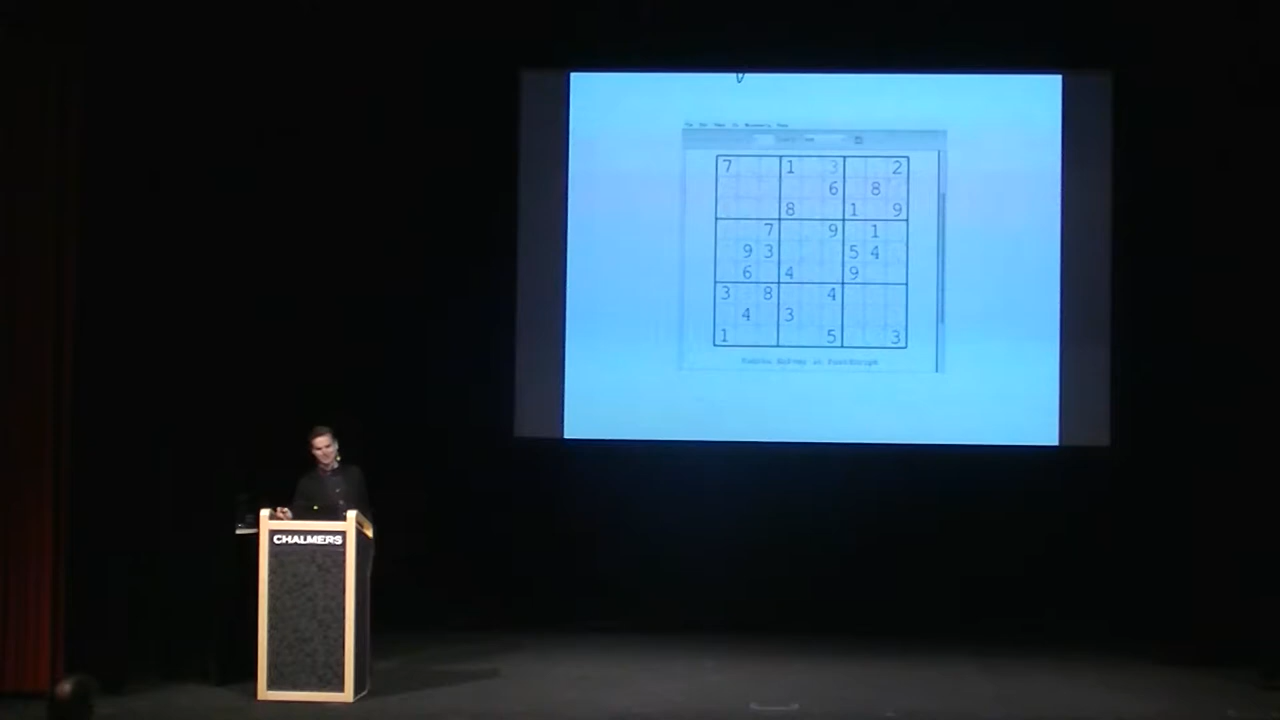 7 1 3 2
6 8
8 1 9
7 9 1
9 3 5 4
6 4 9
3 8 4
4 3
1 5 3
CHALMERS